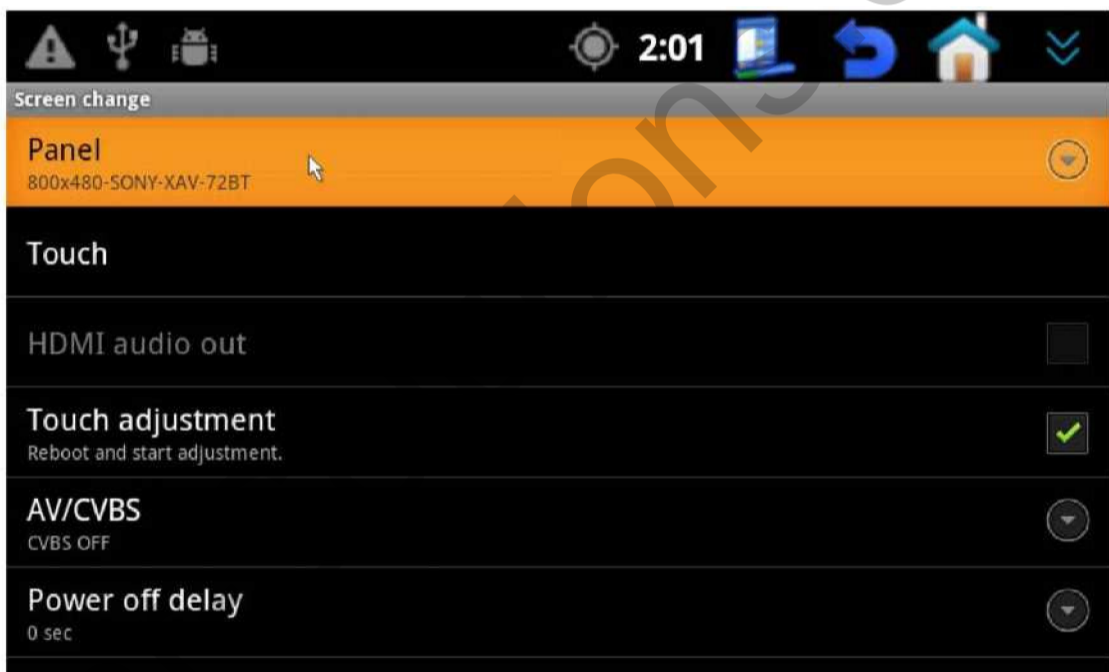 2:01
Screen change
Panel
800x480-SONY-XAV-72BT
Touch
HDMI audio out
Touch adjustment
Reboot and start adjustment.
AV/CVBS
CVBS OFF
Power off delay
0 sec